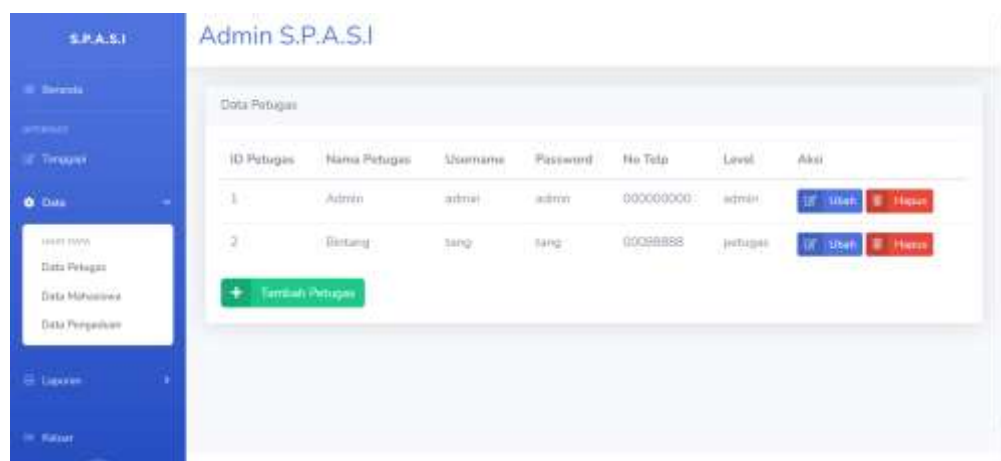 S.P.A.S.I
Admin S.P.A.S.I
Beranda
Tanggapi
Data
Data Petugas
Data Mahasiswa
Data Pengaduan
Laporan
Keluar
Data Petugas
ID Petugas Nama Petugas Username Password No Telp Level Aksi
1 Admin admin admin 000000000 admin Ubah Hapus
2 Bintang tang tang petugas Ubah Hapus
Tambah Petugas